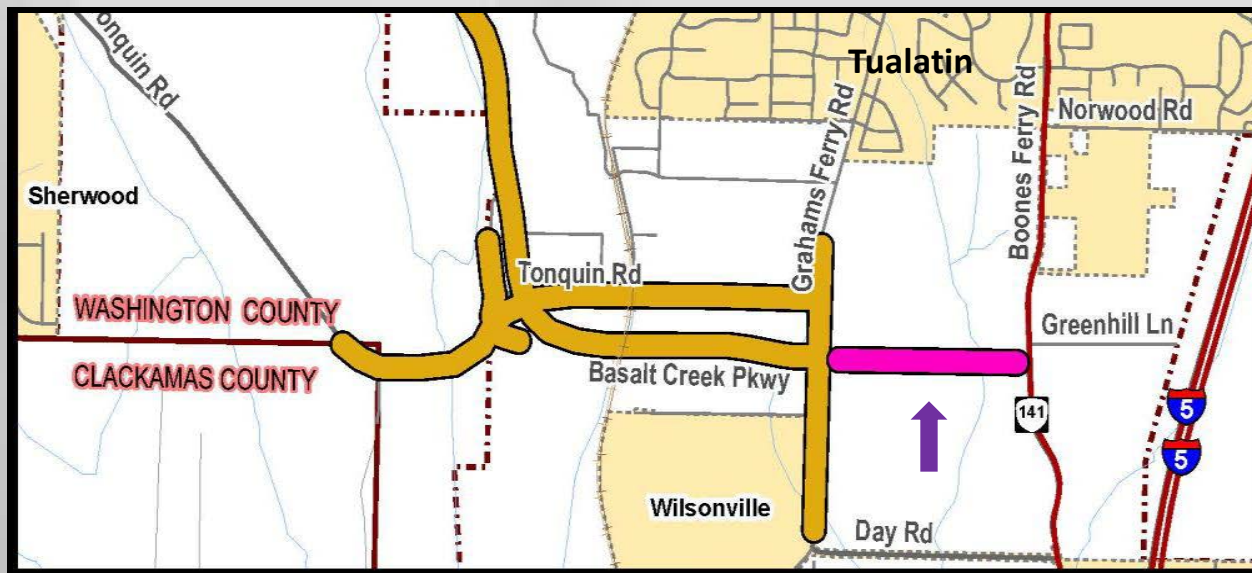 Tonquin Rd
Tualatin
Boones Ferry Rd
Norwood Rd
Grahams Ferry Rd
Sherwood
Tonquin Rd
WASHINGTON COUNTY
Greenhill Ln
CLACKAMAS COUNTY
Basalt Creek Pkwy
141
5
5
Wilsonville
Day Rd